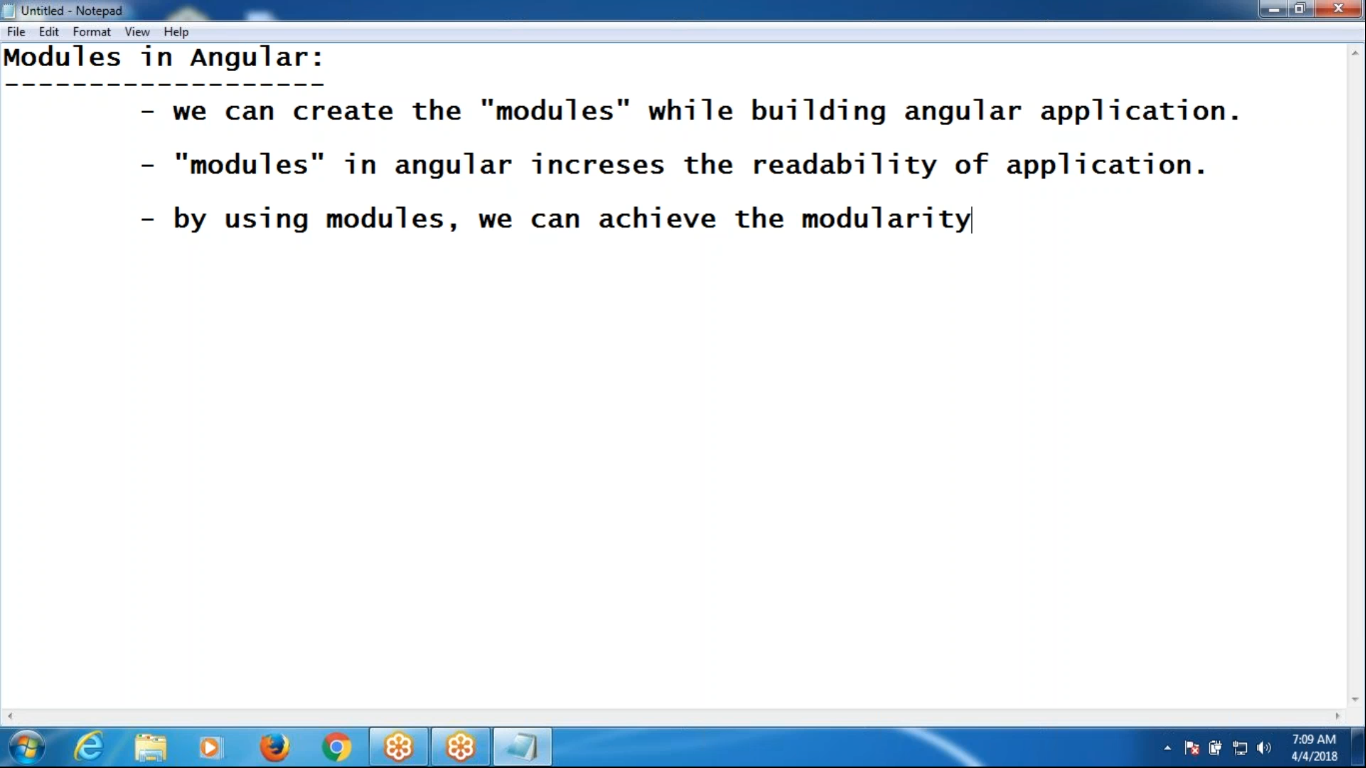 Untitled - Notepad
File Edit Format View Help
Modules in Angular:
-------------------
- we can create the "modules" while building angular application.
- "modules" in angular increses the readability of application.
- by using modules, we can achieve the modularity
7:09 AM
4/4/2018